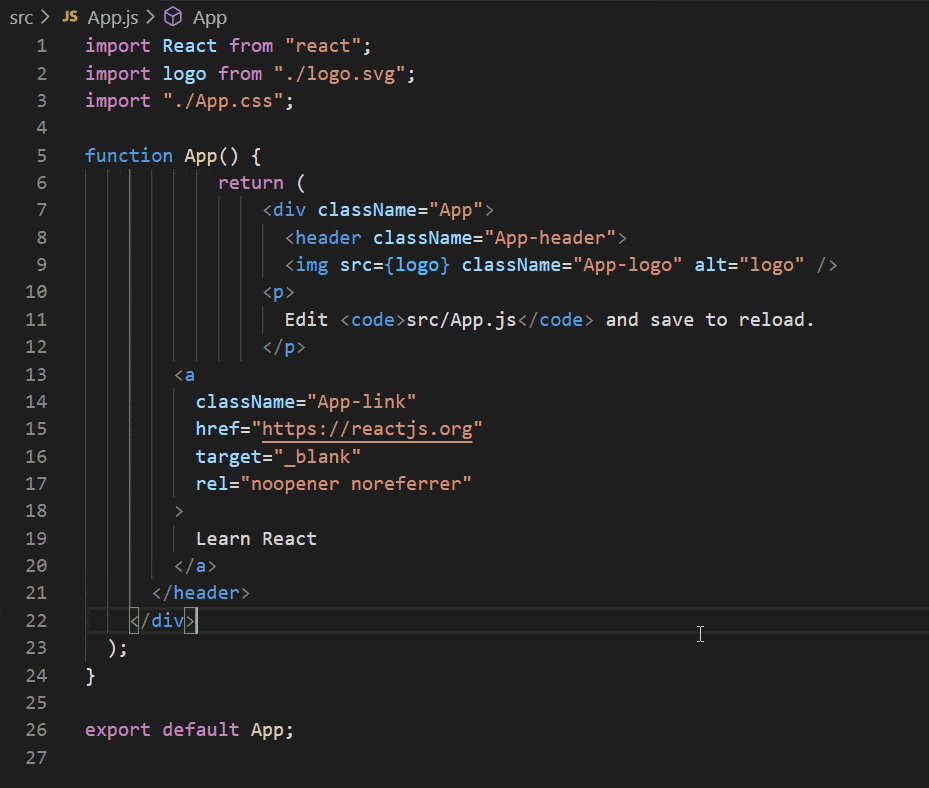 src > JS App.js > App
1 import React from "react";
2 import logo from "./logo.svg";
3 import "./App.css";
4
5 function App() {
6             return (
7                 <div className="App">
8                   <header className="App-header">
9                   <img src={logo} className="App-logo" alt="logo" />
10                 <p>
11                   Edit <code>src/App.js</code> and save to reload.
12                 </p>
13         <a
14           className="App-link"
15           href="https://reactjs.org"
16           target="_blank"
17           rel="noopener noreferrer"
18         >
19           Learn React
20         </a>
21       </header>
22     </div>
23   );
24 }
25
26 export default App;
27